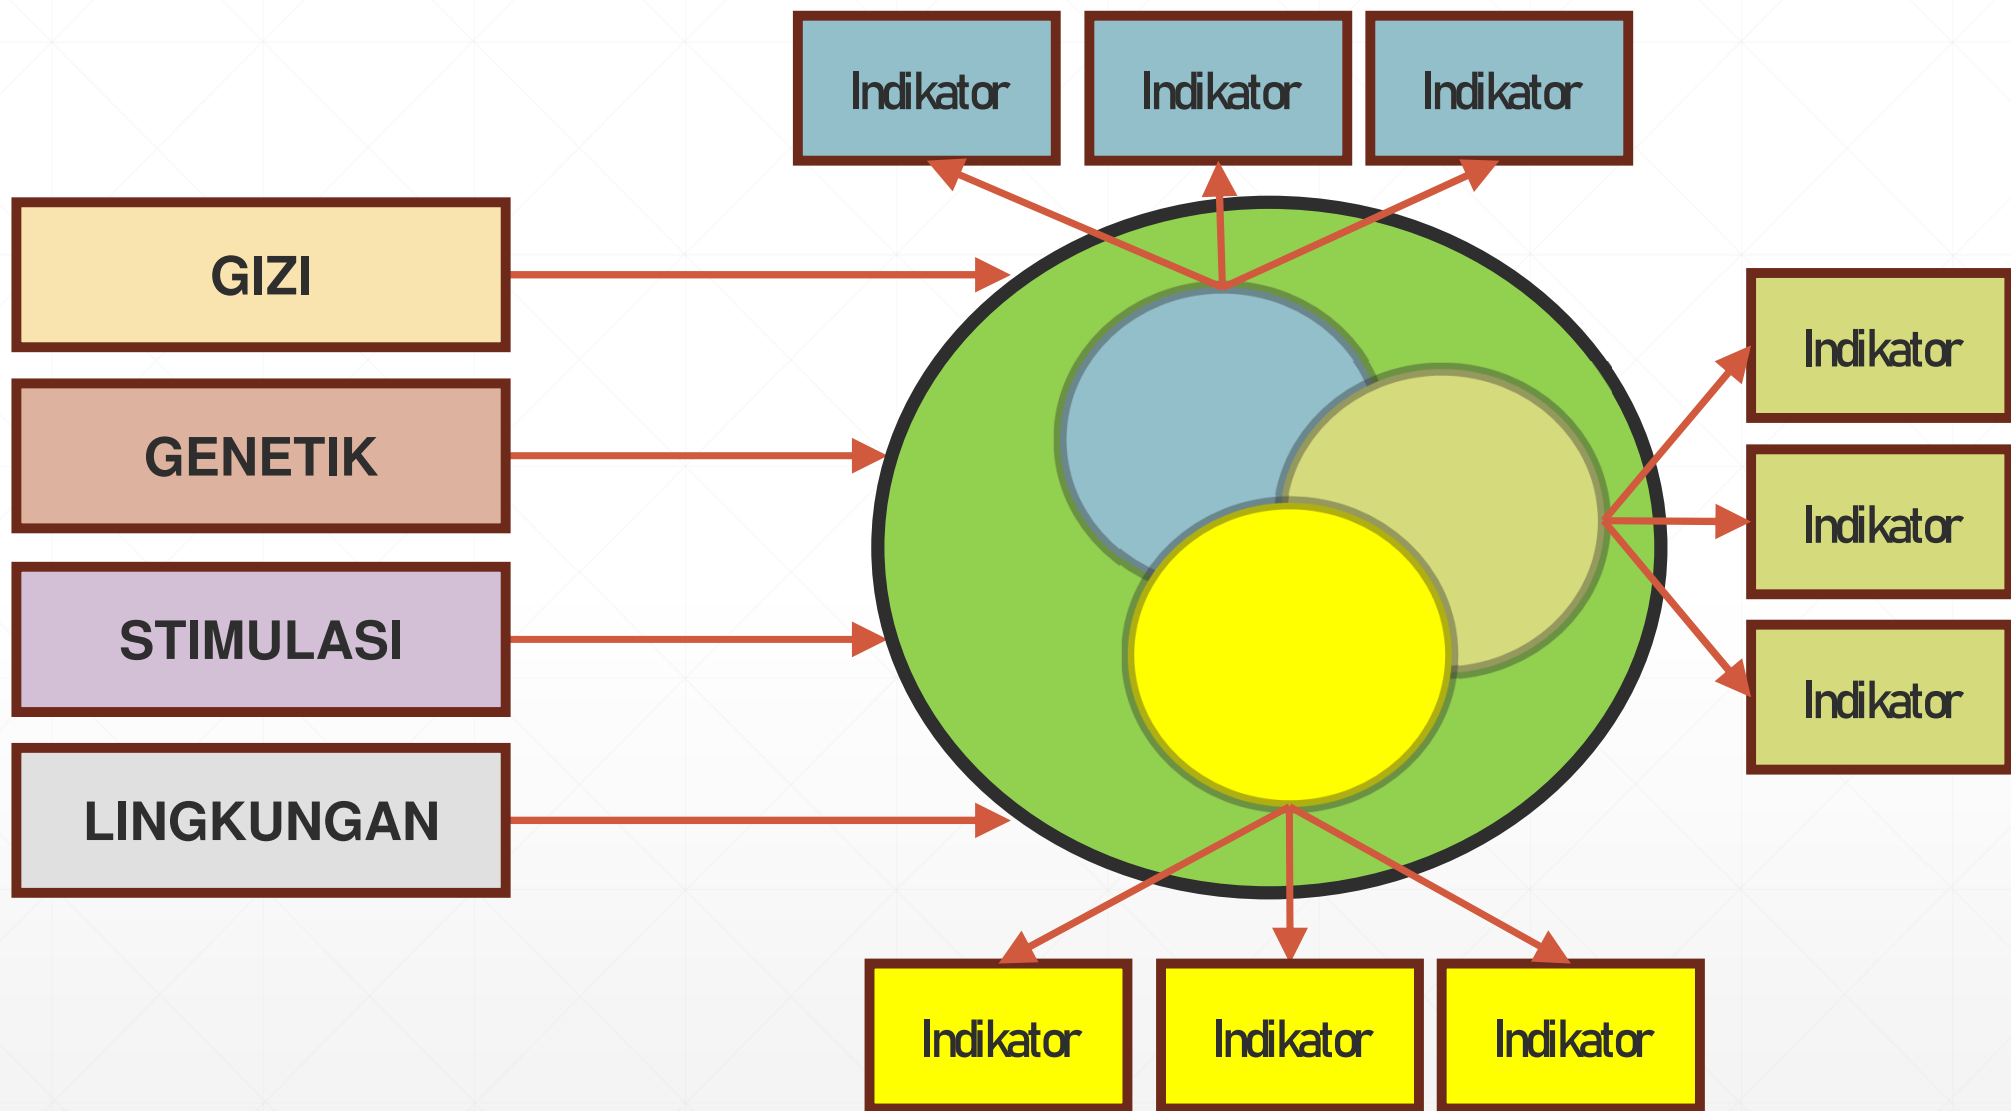 Indikator
Indikator
Indikator
GIZI
GENETIK
STIMULASI
LINGKUNGAN
Indikator
Indikator
Indikator
Indikator
Indikator
Indikator